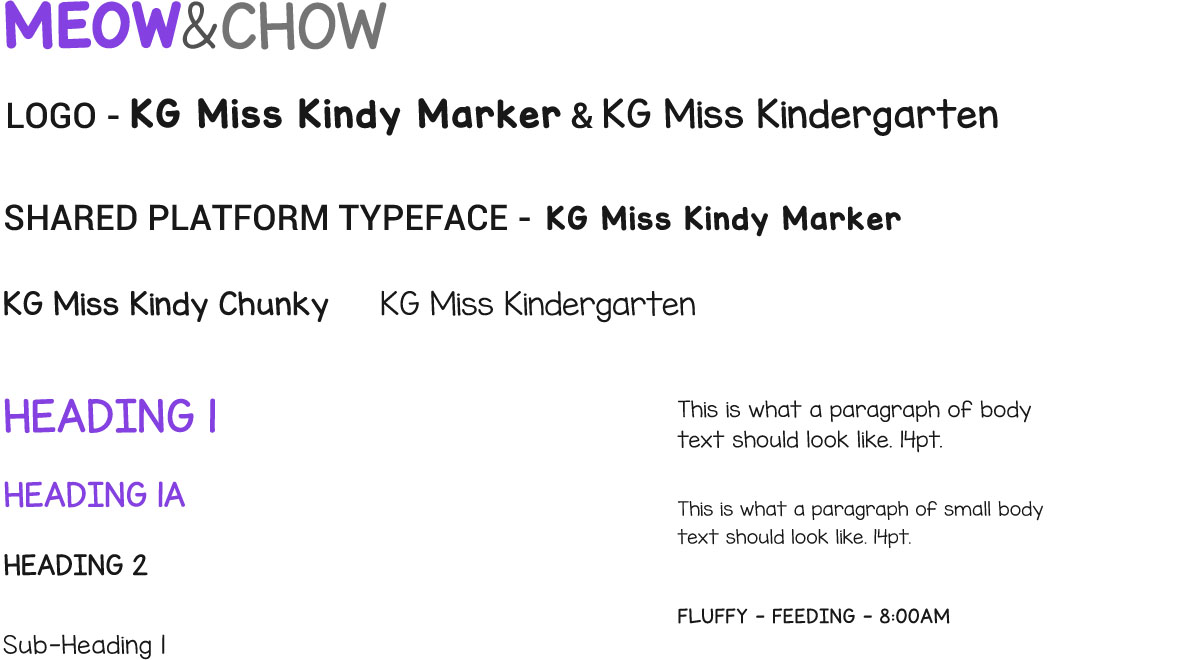 MEOW&CHOW
LOGO - KG Miss Kindy Marker & KG Miss Kindergarten
SHARED PLATFORM TYPEFACE - KG Miss Kindy Marker
KG Miss Kindy Chunky KG Miss Kindergarten
HEADING 1
HEADING 1A
HEADING 2
Sub-Heading 1
This is what a paragraph of body
text should look like. 14pt.
This is what a paragraph of small body
text should look like. 14pt.
FLUFFY - FEEDING - 8:00AM